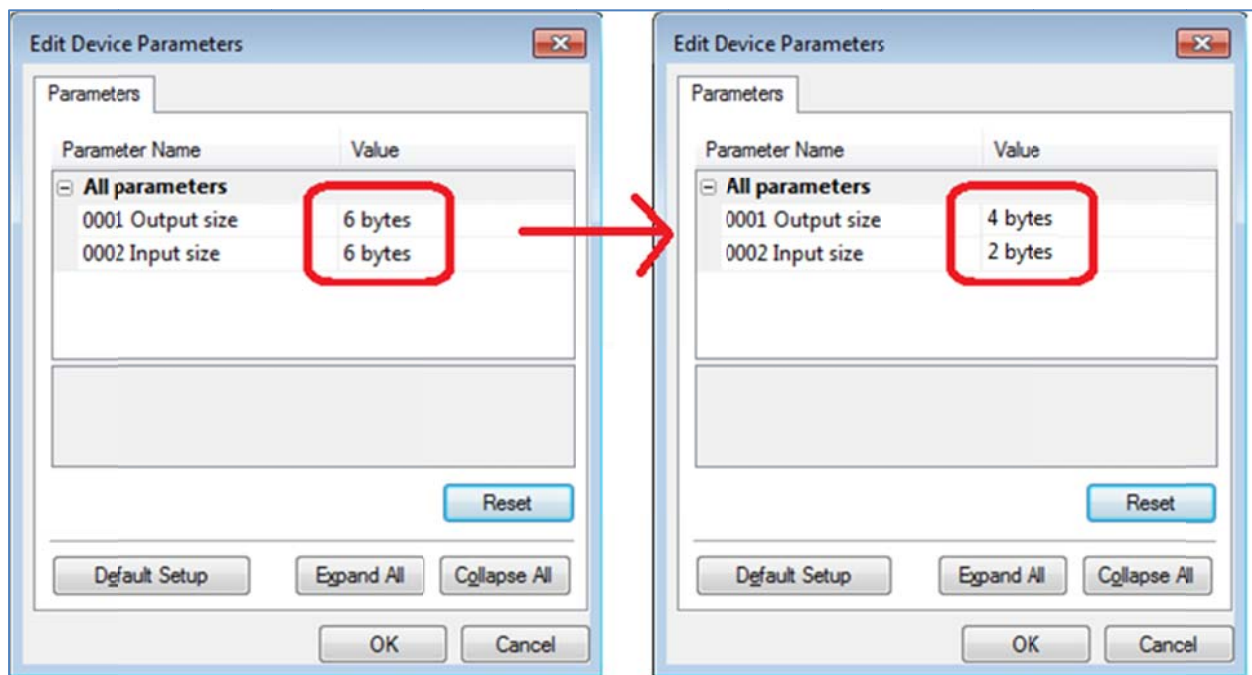 Edit Device Parameters
Parameters
Parameter Name Value
All parameters
0001 Output size 6 bytes
0002 Input size 6 bytes
Reset
Default Setup Expand All Collapse All
OK Cancel
Edit Device Parameters
Parameters
Parameter Name Value
All parameters
0001 Output size 4 bytes
0002 Input size 2 bytes
Reset
Default Setup Expand All Collapse All
OK Cancel